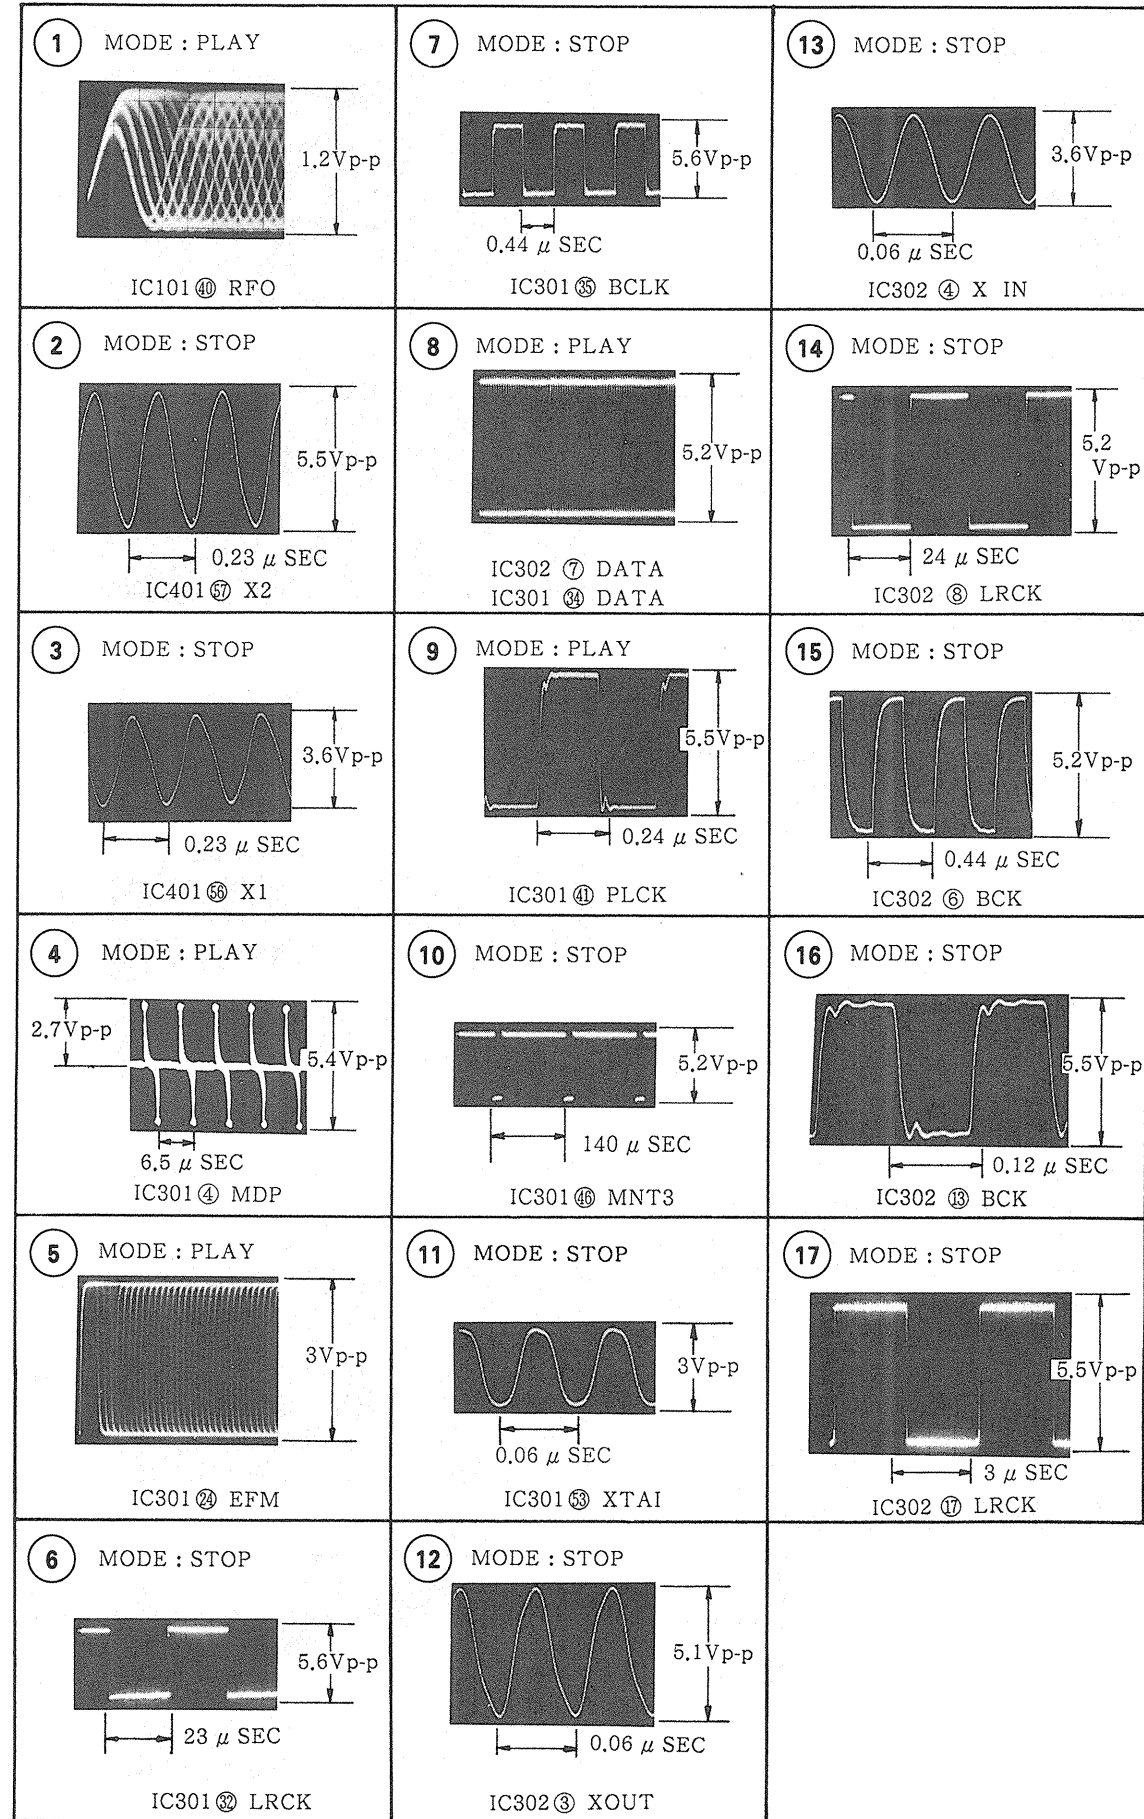 1 MODE : PLAY
1.2Vp-p
IC101 ㊵ RFO
2 MODE : STOP
5.5Vp-p
0.23 μ SEC
IC401 57 X2
3 MODE : STOP
3.6Vp-p
0.23 μ SEC
IC401 56 X1
4 MODE : PLAY
2.7Vp-p
5.4Vp-p
6.5 μ SEC
IC301 ④ MDP
5 MODE : PLAY
3Vp-p
IC301 ㉔ EFM
6 MODE : STOP
5.6Vp-p
23 μ SEC
IC301 ㉜ LRCK
7 MODE : STOP
5.6Vp-p
0.44 μ SEC
IC301 ㉟ BCLK
8 MODE : PLAY
5.2Vp-p
IC302 ⑦ DATA
IC301 ㉞ DATA
9 MODE : PLAY
5.5Vp-p
0.24 μ SEC
IC301 ㊶ PLCK
10 MODE : STOP
5.2Vp-p
140 μ SEC
IC301 ㊻ MNT3
11 MODE : STOP
3Vp-p
0.06 μ SEC
IC301 53 XTAI
12 MODE : STOP
5.1Vp-p
0.06 μ SEC
IC302 ③ XOUT
13 MODE : STOP
3.6Vp-p
0.06 μ SEC
IC302 ④ X IN
14 MODE : STOP
5.2
Vp-p
24 μ SEC
IC302 ⑧ LRCK
15 MODE : STOP
5.2Vp-p
0.44 μ SEC
IC302 ⑥ BCK
16 MODE : STOP
5.5Vp-p
0.12 μ SEC
IC302 ⑬ BCK
17 MODE : STOP
5.5Vp-p
3 μ SEC
IC302 ⑰ LRCK